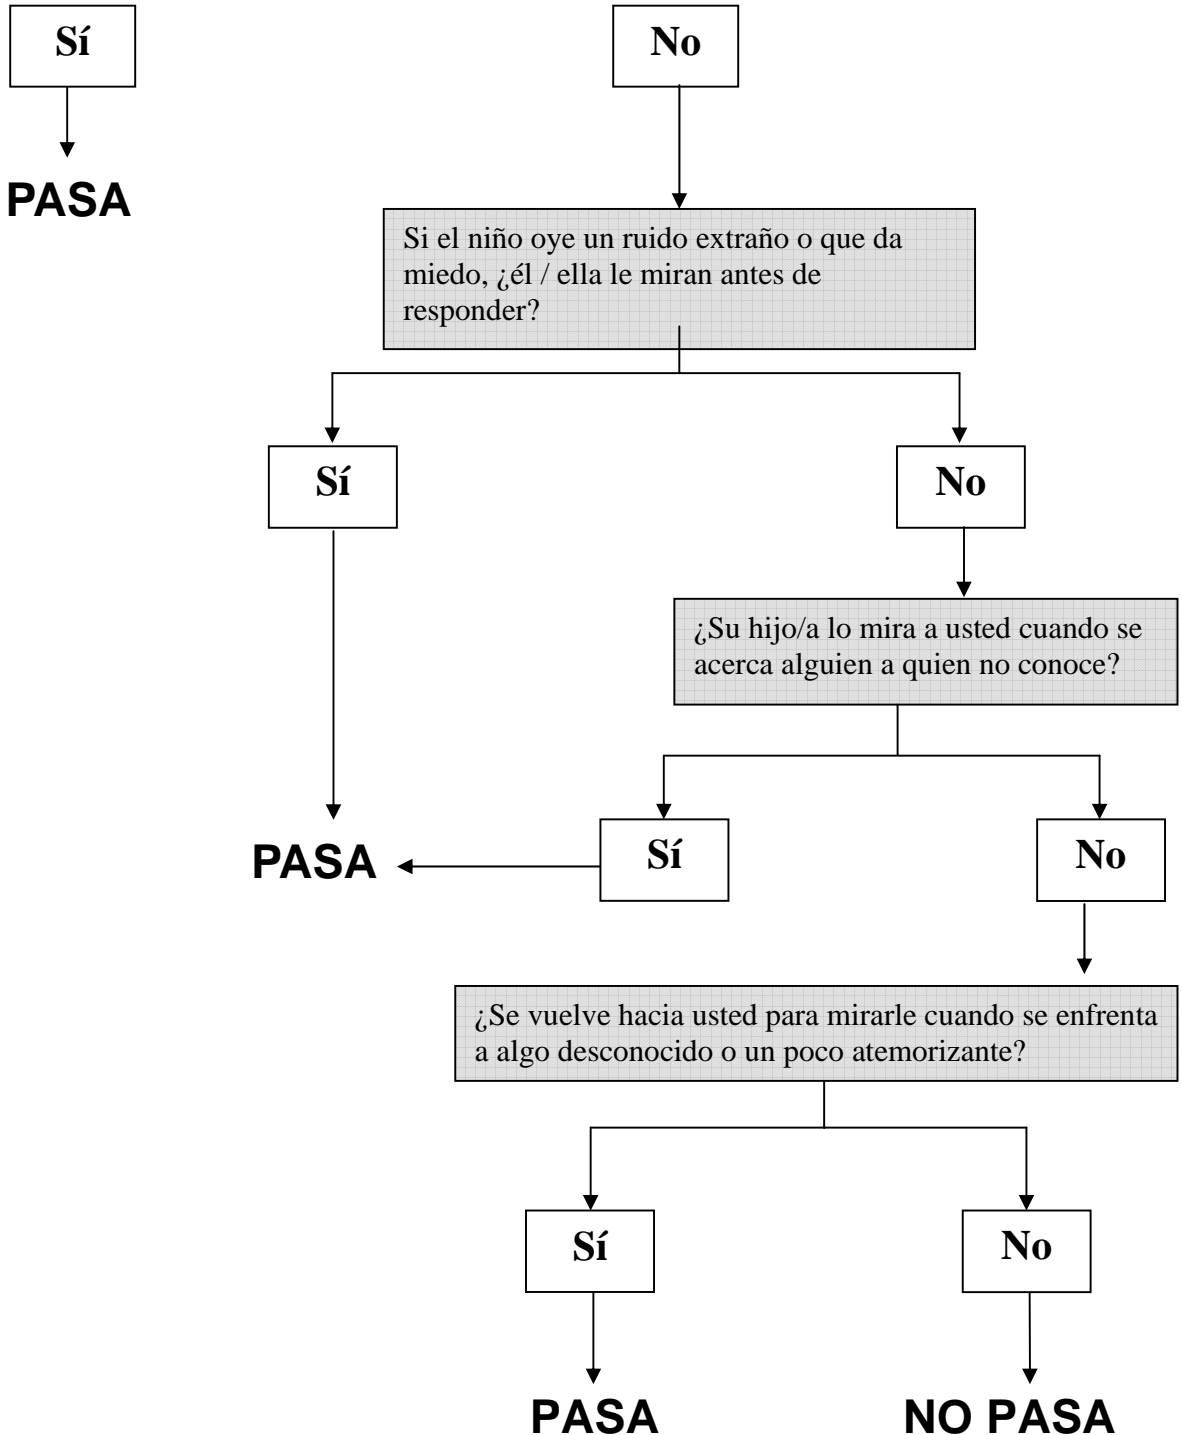 Sí
No
PASA
Si el niño oye un ruido extraño o que da
miedo, ¿él / ella le miran antes de
responder?
Sí
No
¿Su hijo/a lo mira a usted cuando se
acerca alguien a quien no conoce?
PASA
Sí
No
¿Se vuelve hacia usted para mirarle cuando se enfrenta
a algo desconocido o un poco atemorizante?
Sí
No
PASA
NO PASA